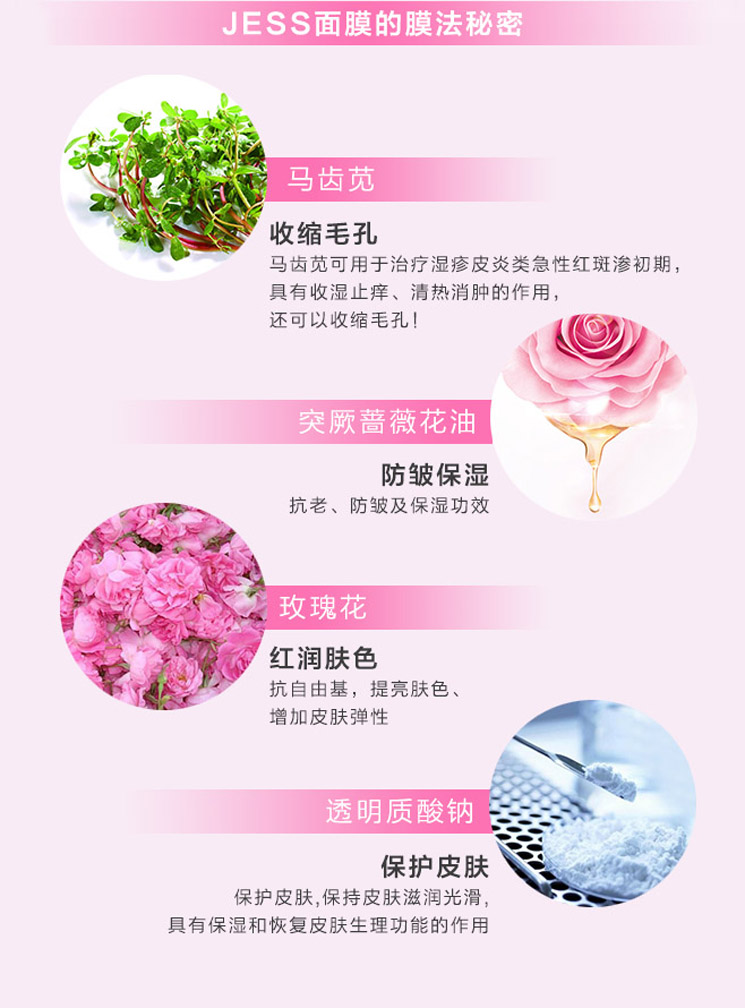 JESS面膜的膜法秘密
马齿苋
收缩毛孔
马齿苋可用于治疗湿疹皮炎类急性红斑渗初期，
具有收湿止痒、清热消肿的作用，
还可以收缩毛孔！
突厥蔷薇花油
防皱保湿
抗老、防皱及保湿功效
玫瑰花
红润肤色
抗自由基，提亮肤色、
增加皮肤弹性
透明质酸钠
保护皮肤
保护皮肤,保持皮肤滋润光滑,
具有保湿和恢复皮肤生理功能的作用